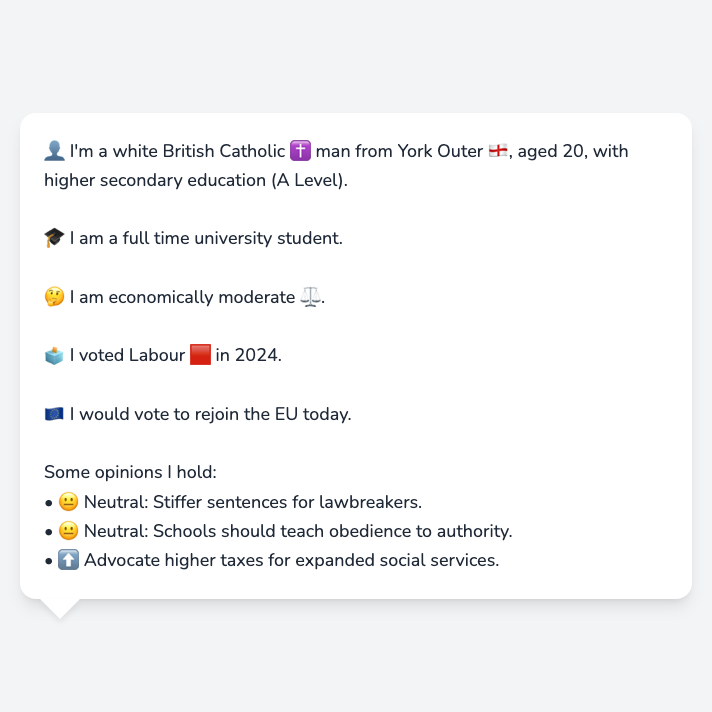 👤 I'm a white British Catholic ✝️ man from York Outer 🏴󠁧󠁢󠁥󠁮󠁧󠁿, aged 20, with
higher secondary education (A Level).
🎓 I am a full time university student.
🤔 I am economically moderate ⚖️.
🗳️ I voted Labour 🟥 in 2024.
🇪🇺 I would vote to rejoin the EU today.
Some opinions I hold:
• 😐 Neutral: Stiffer sentences for lawbreakers.
• 😐 Neutral: Schools should teach obedience to authority.
• ⬆️ Advocate higher taxes for expanded social services.